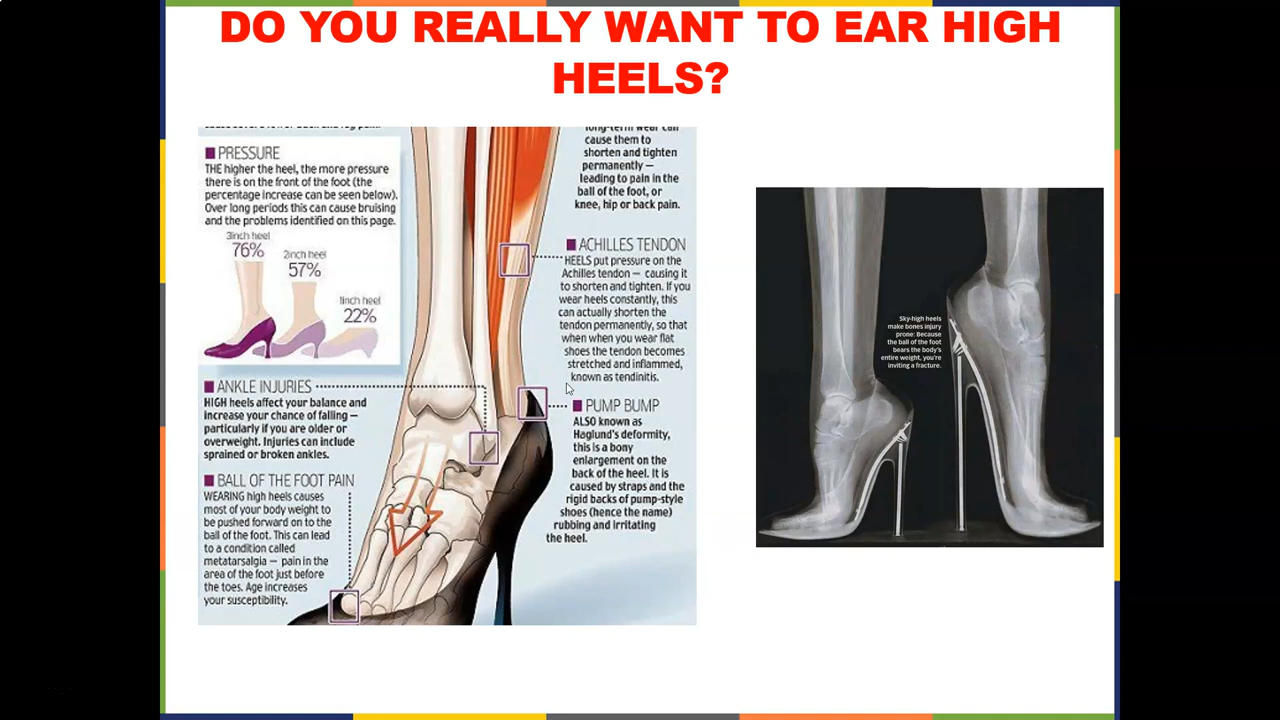 DO YOU REALLY WANT TO EAR HIGH
HEELS?
PRESSURE
THE higher the heel, the more pressure
there is on the front of the foot (the
percentage increase can be seen below).
Over long periods this can cause bruising
and the problems identified on this page.
3inch heel
76%
2inch heel
57%
1inch heel
22%
ANKLE INJURIES
HIGH heels affect your balance and
increase your chance of falling —
particularly if you are older or
overweight. Injuries can include
sprained or broken ankles.
BALL OF THE FOOT PAIN
WEARING high heels causes
most of your body weight to
be pushed forward on to the
ball of the foot. This can lead
to a condition called
metatarsalgia — pain in the
area of the foot just before
the toes. Age increases
your susceptibility.
long-term wear can
cause them to
shorten and tighten
permanently —
leading to pain in the
ball of the foot, or
knee, hip or back pain.
ACHILLES TENDON
HEELS put pressure on the
Achilles tendon — causing it
to shorten and tighten. If you
wear heels constantly, this
can actually shorten the
tendon permanently, so that
when when you wear flat
shoes the tendon becomes
stretched and inflamed,
known as tendinitis.
PUMP BUMP
ALSO known as
Haglund's deformity,
this is a bony
enlargement on the
back of the heel. It is
caused by straps and the
rigid backs of pump-style
shoes (hence the name)
rubbing and irritating
the heel.
Sky-high heels
make bones injury
prone: Because
the ball of the foot
bears the body's
entire weight, you're
inviting a fracture.